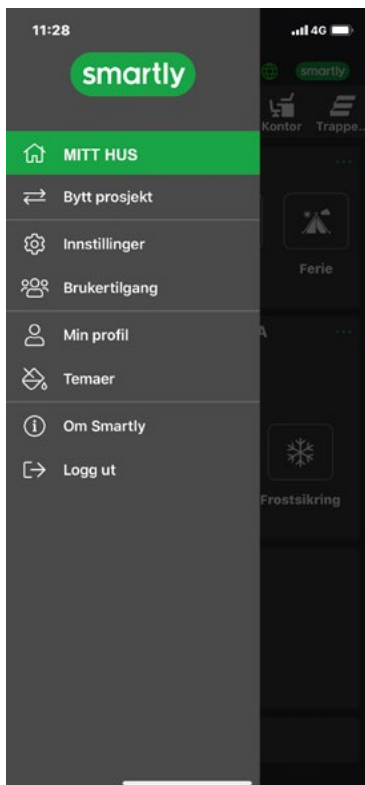 11:28
4G
smartly
smartly
Kontor Trappe..
MITT HUS
Bytt prosjekt
Innstillinger
Ferie
Brukertilgang
Min profil
A
Temaer
Om Smartly
Logg ut
Frostsikring